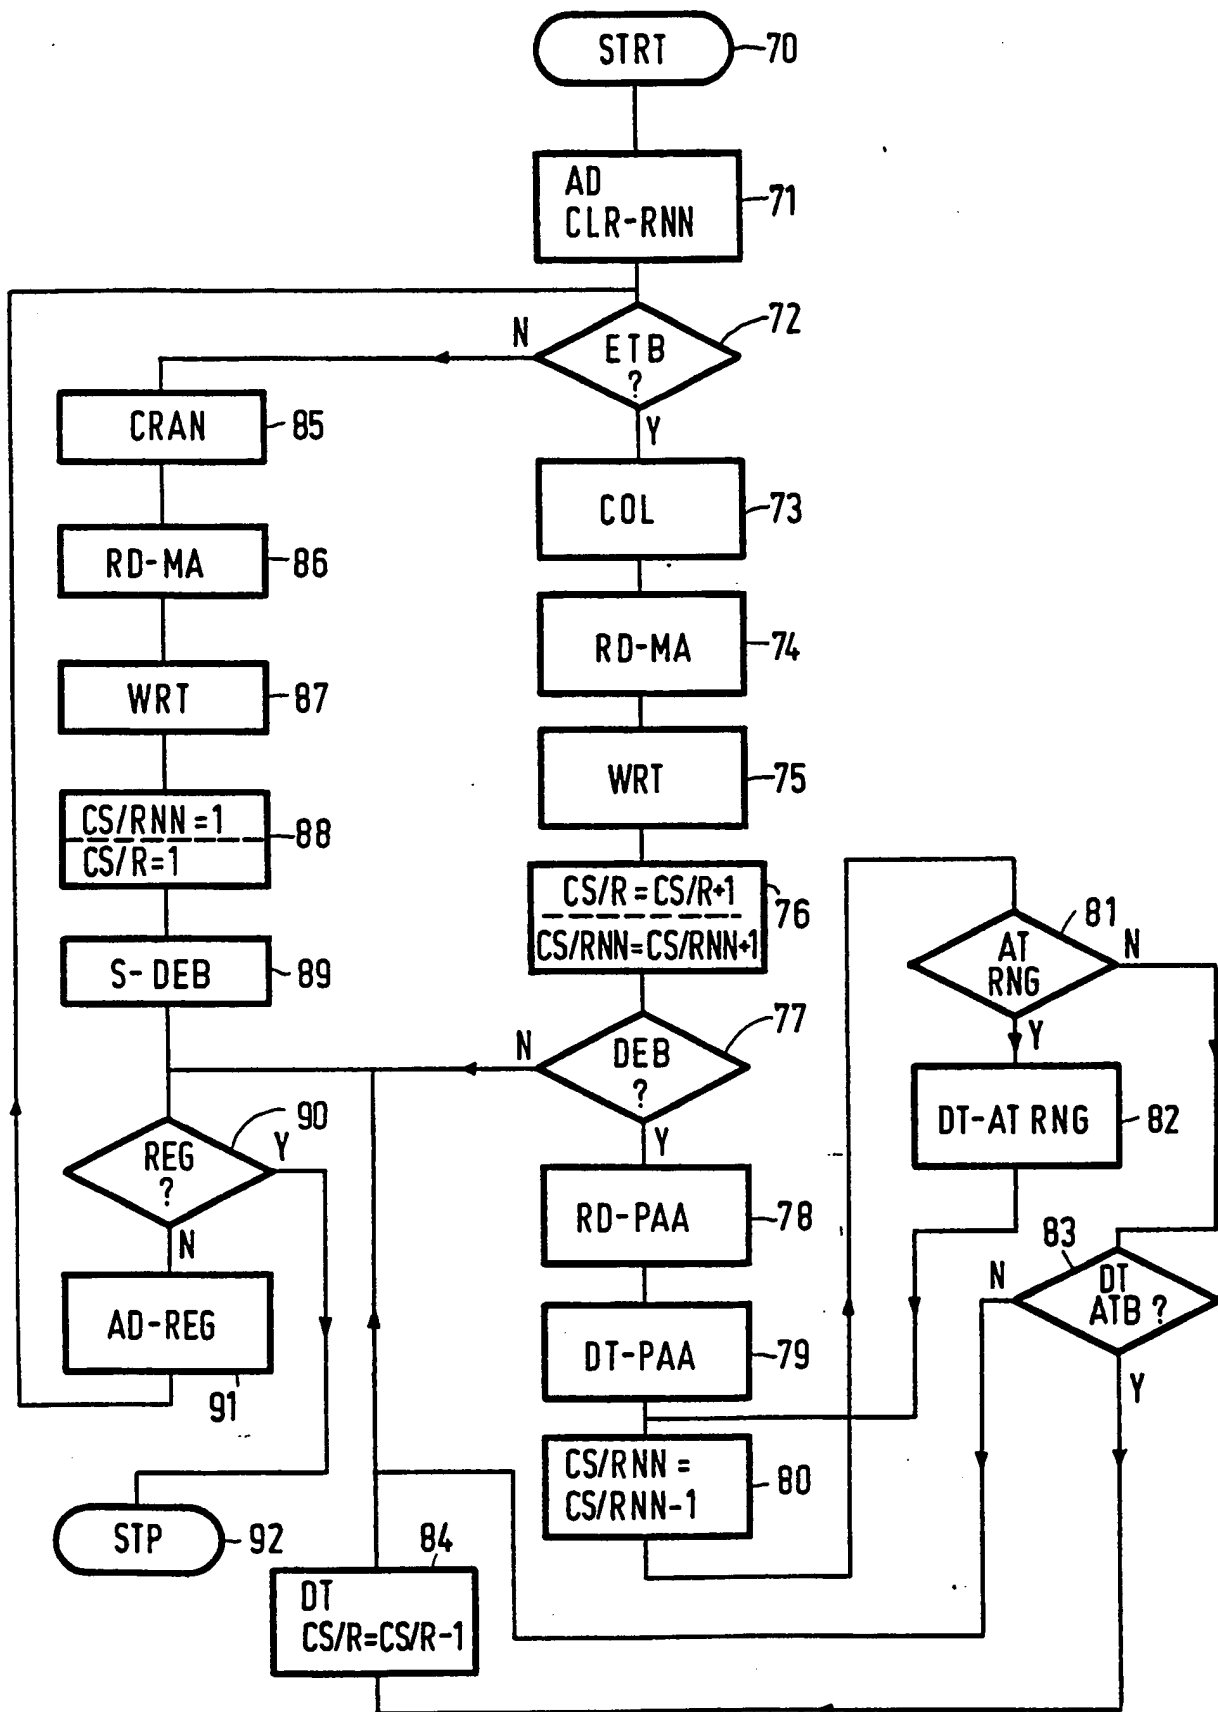 STRT
70
AD
CLR-RNN
71
ETB
?
72
N
Y
CRAN
85
COL
73
RD-MA
86
RD-MA
74
WRT
87
WRT
75
CS/RNN=1
CS/R=1
88
CS/R=CS/R+1
CS/RNN=CS/RNN+1
76
AT
RNG
81
N
Y
S-DEB
89
DEB
?
77
N
Y
DT-AT RNG
82
REG
?
90
Y
N
RD-PAA
78
DT
ATB ?
83
N
Y
AD-REG
91
DT-PAA
79
CS/RNN=
CS/RNN-1
80
STP
92
DT
CS/R=CS/R-1
84